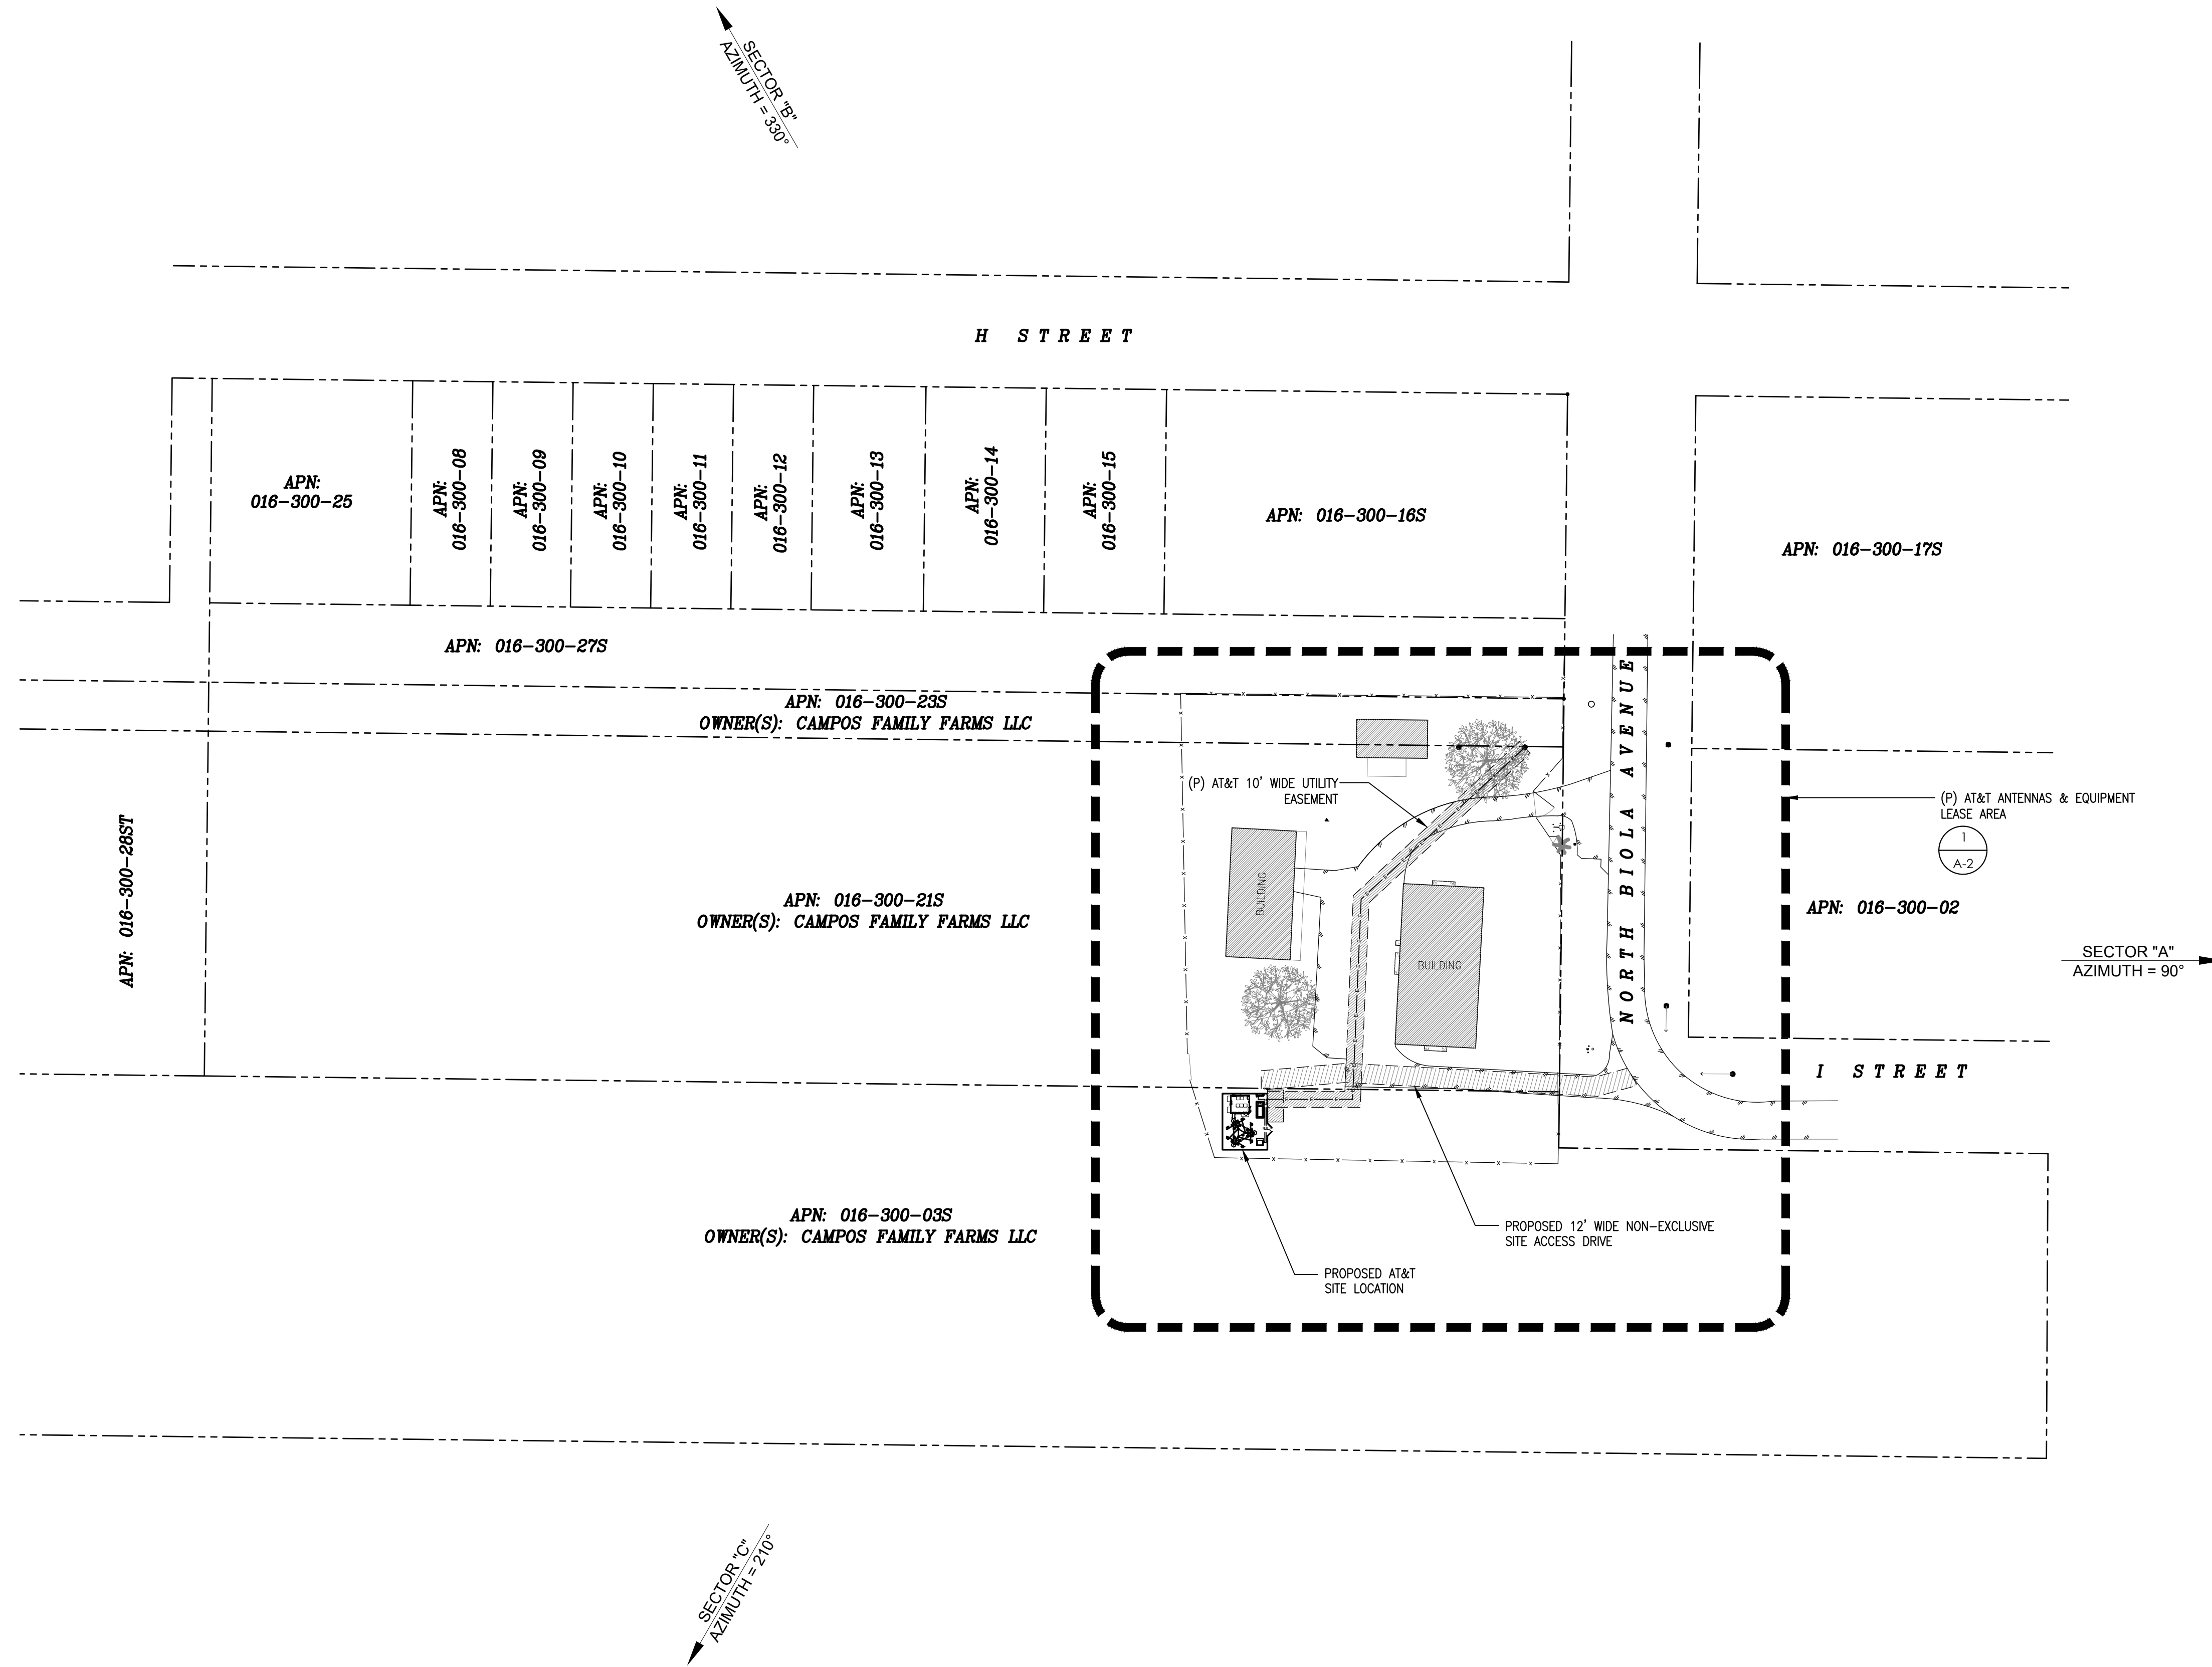 SECTOR "B"
AZIMUTH = 330°
H STREET
APN:
016-300-25
APN:
016-300-08
APN:
016-300-09
APN:
016-300-10
APN:
016-300-11
APN:
016-300-12
APN:
016-300-13
APN:
016-300-14
APN:
016-300-15
APN: 016-300-16S
APN: 016-300-17S
APN: 016-300-27S
APN: 016-300-23S
OWNER(S): CAMPOS FAMILY FARMS LLC
NORTH BIOLA AVENUE
(P) AT&T 10' WIDE UTILITY
EASEMENT
(P) AT&T ANTENNAS & EQUIPMENT
LEASE AREA
1
A-2
APN: 016-300-28ST
APN: 016-300-21S
OWNER(S): CAMPOS FAMILY FARMS LLC
BUILDING
BUILDING
APN: 016-300-02
SECTOR "A"
AZIMUTH = 90°
I STREET
APN: 016-300-03S
OWNER(S): CAMPOS FAMILY FARMS LLC
PROPOSED 12' WIDE NON-EXCLUSIVE
SITE ACCESS DRIVE
PROPOSED AT&T
SITE LOCATION
SECTOR "C"
AZIMUTH = 210°